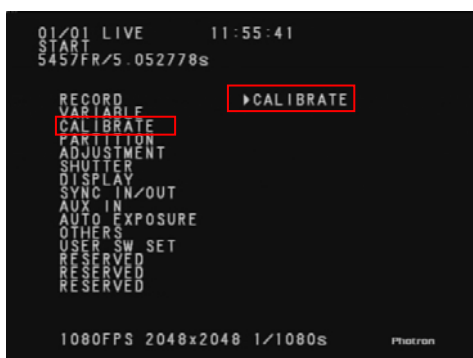 01/01 LIVE 11:55:41
START
5457FR/5.052778s
RECORD ▶CALIBRATE
VARIABLE
CALIBRATE
PARTITION
ADJUSTMENT
SHUTTER
DISPLAY
SYNC IN/OUT
AUX IN
AUTO EXPOSURE
OTHERS
USER SW SET
RESERVED
RESERVED
RESERVED
1080FPS 2048x2048 1/1080s Photron